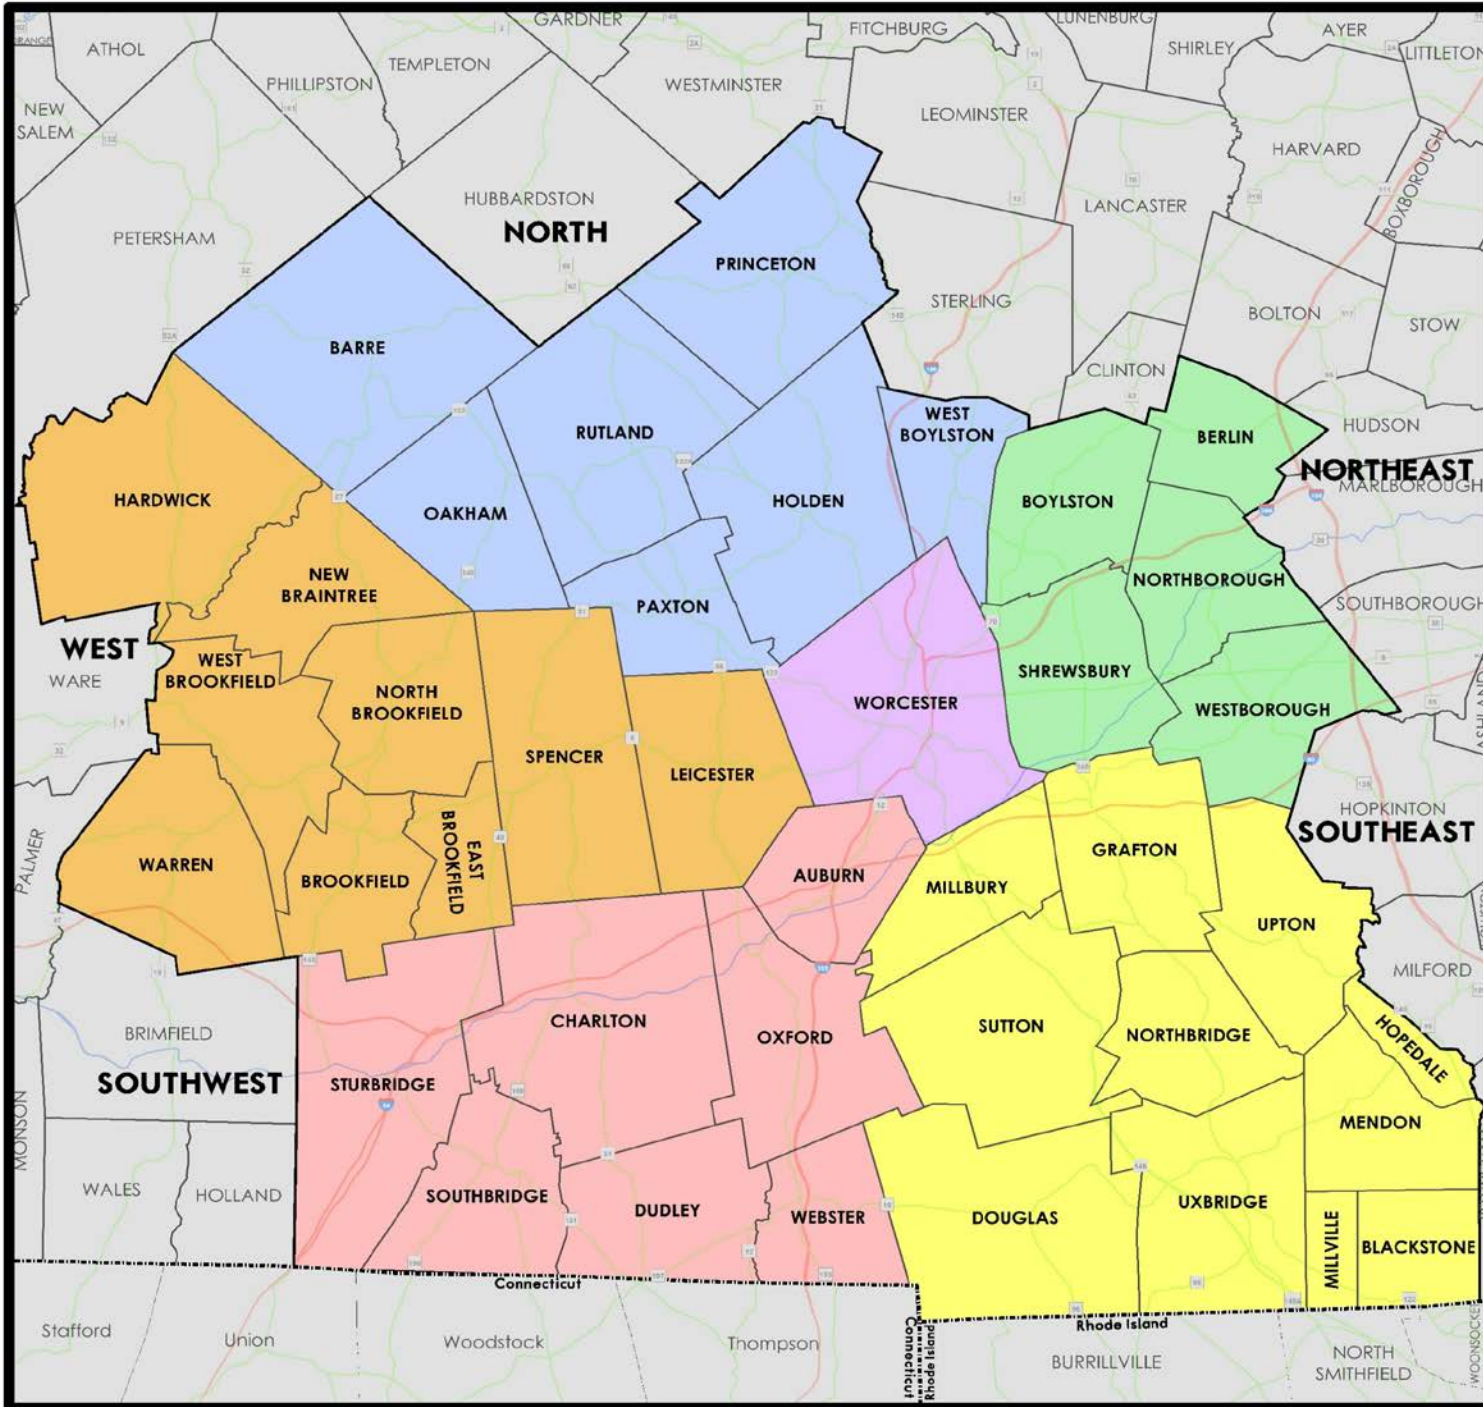 GARDNER
LUNENBURG
FITCHBURG
AYER
ATHOL
SHIRLEY
LITTLETON
TEMPLETON
PHILLIPSTON
WESTMINSTER
NEW
SALEM
LEOMINSTER
HARVARD
BOXBOROUGH
HUBBARDSTON
LANCASTER
NORTH
PETERSHAM
PRINCETON
STERLING
BOLTON
STOW
BARRE
CLINTON
WEST
BOYLSTON
RUTLAND
BERLIN
HUDSON
NORTHEAST
MARLBOROUGH
HARDWICK
OAKHAM
HOLDEN
BOYLSTON
NEW
BRAINTREE
PAXTON
NORTHBOROUGH
SOUTHBOROUGH
WEST
WARE
WEST
BROOKFIELD
NORTH
BROOKFIELD
WORCESTER
SHREWSBURY
WESTBOROUGH
ASHLAND
SPENCER
LEICESTER
HOPKINTON
SOUTHEAST
PALMER
WARREN
BROOKFIELD
EAST
BROOKFIELD
AUBURN
MILLBURY
GRAFTON
UPTON
MILFORD
BRIMFIELD
CHARLTON
OXFORD
SUTTON
NORTHBRIDGE
HOPEDALE
SOUTHWEST
STURBRIDGE
MONSON
MENDON
WALES
HOLLAND
SOUTHBRIDGE
DUDLEY
WEBSTER
DOUGLAS
UXBRIDGE
MILLVILLE
BLACKSTONE
Connecticut
Rhode Island
Connecticut
Rhode Island
Stafford
Union
Woodstock
Thompson
BURRILLVILLE
NORTH
SMITHFIELD
WOONSOCKET